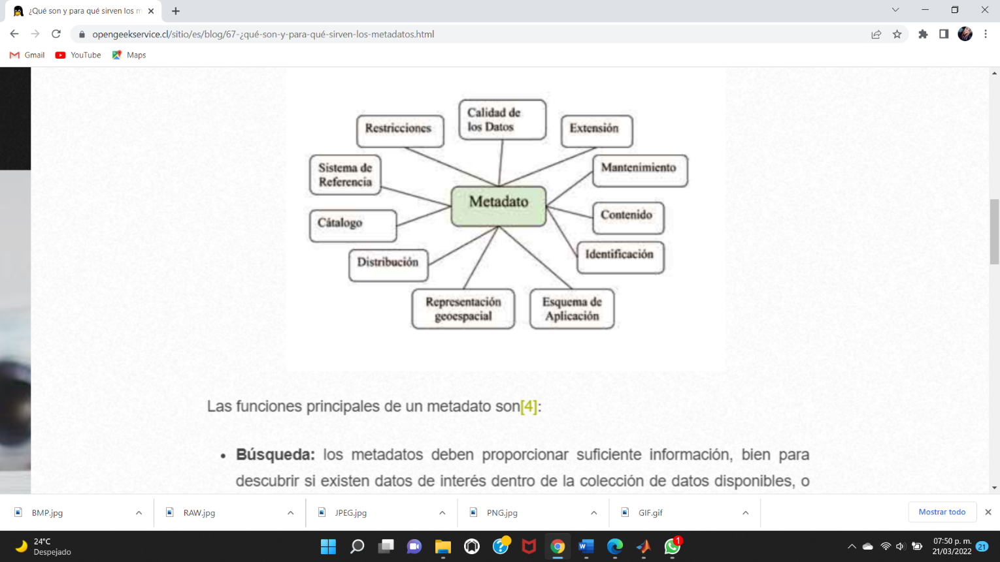 ¿Qué son y para qué sirven los m
opengeekservice.cl/sitio/es/blog/67-¿qué-son-y-para-qué-sirven-los-metadatos.html
Gmail YouTube Maps
Calidad de
los Datos
Restricciones
Extensión
Sistema de
Referencia
Mantenimiento
Metadato
Cátalogo
Contenido
Distribución
Identificación
Representación
geoespacial
Esquema de
Aplicación
Las funciones principales de un metadato son[4]:
• Búsqueda: los metadatos deben proporcionar suficiente información, bien para
descubrir si existen datos de interés dentro de la colección de datos disponibles, o
BMP.jpg RAW.jpg JPEG.jpg PNG.jpg GIF.gif Mostrar todo
24°C
Despejado
1
07:50 p. m.
21/03/2022
21